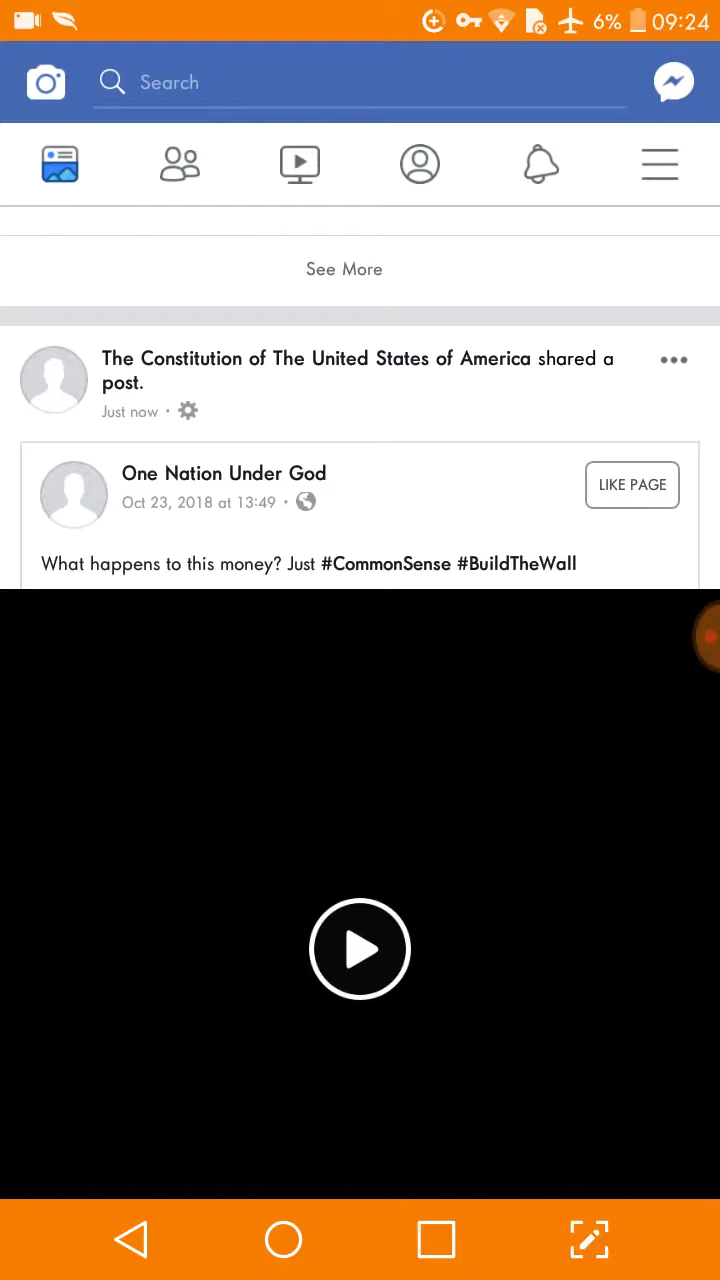 6% 09:24
Search
See More
The Constitution of The United States of America shared a
post.
Just now ·
One Nation Under God
Oct 23, 2018 at 13:49 ·
LIKE PAGE
What happens to this money? Just #CommonSense #BuildTheWall